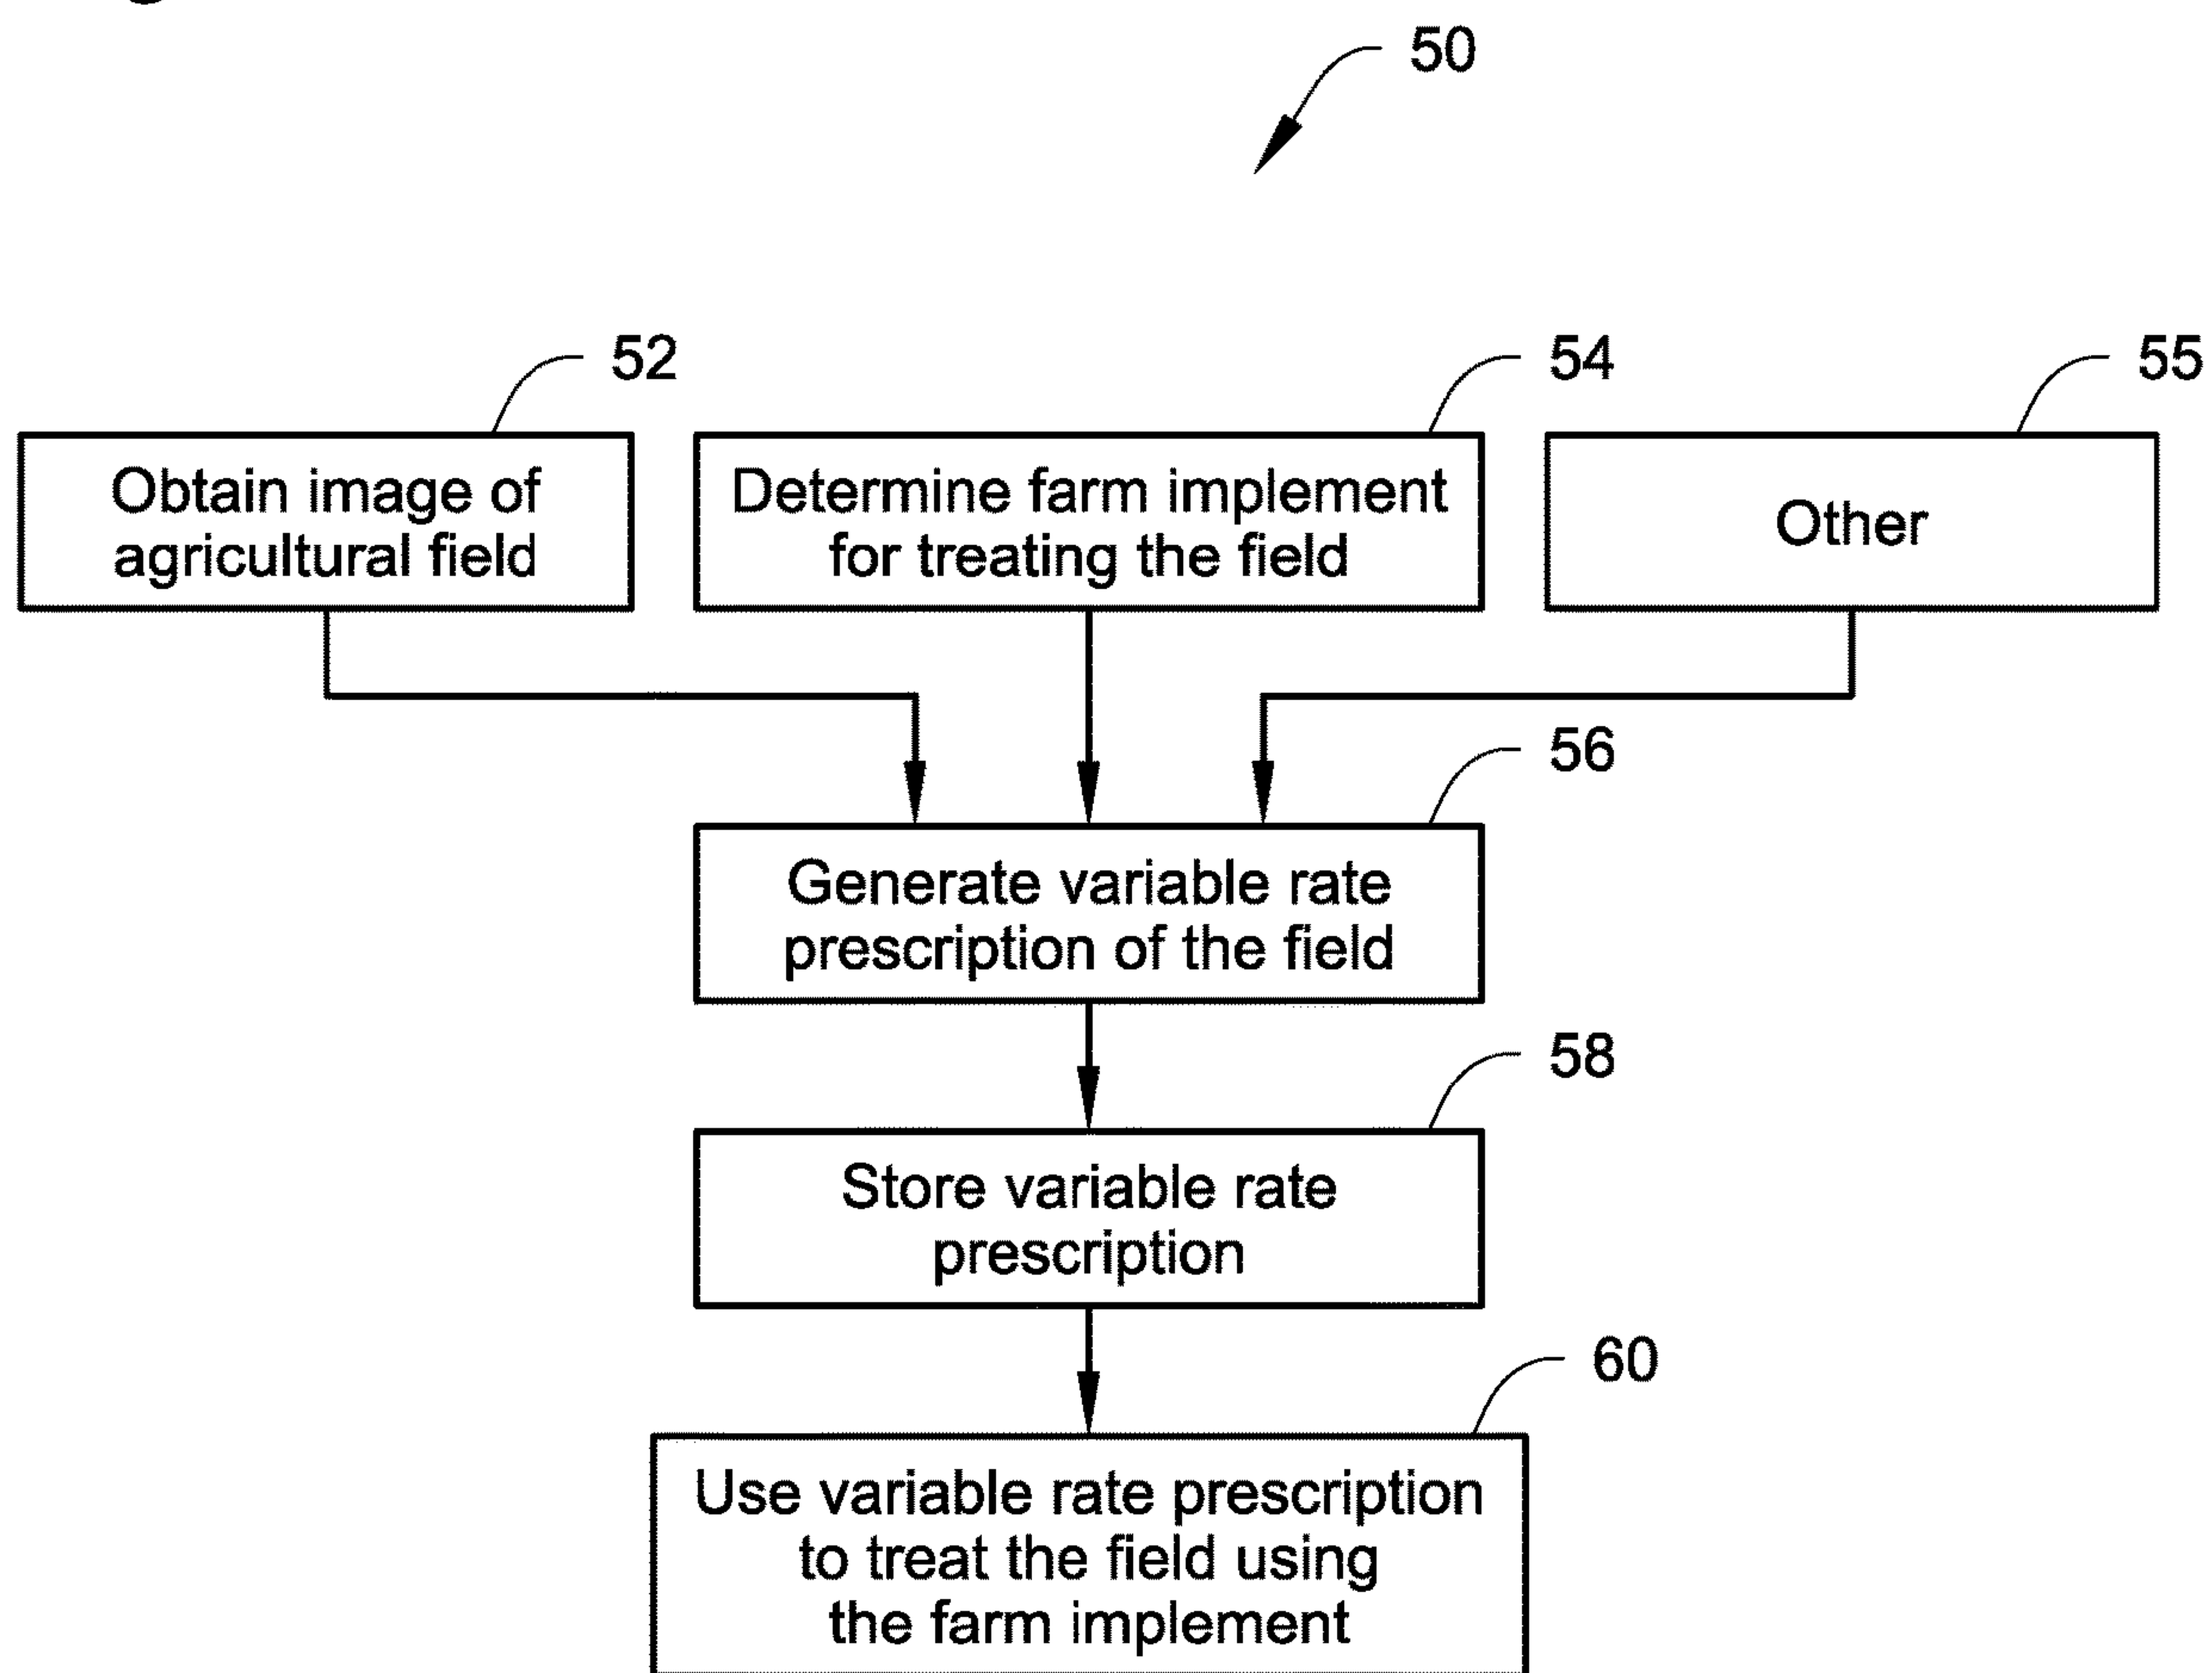 50
52
54
55
Obtain image of
agricultural field
Determine farm implement
for treating the field
Other
56
Generate variable rate
prescription of the field
58
Store variable rate
prescription
60
Use variable rate prescription
to treat the field using
the farm implement